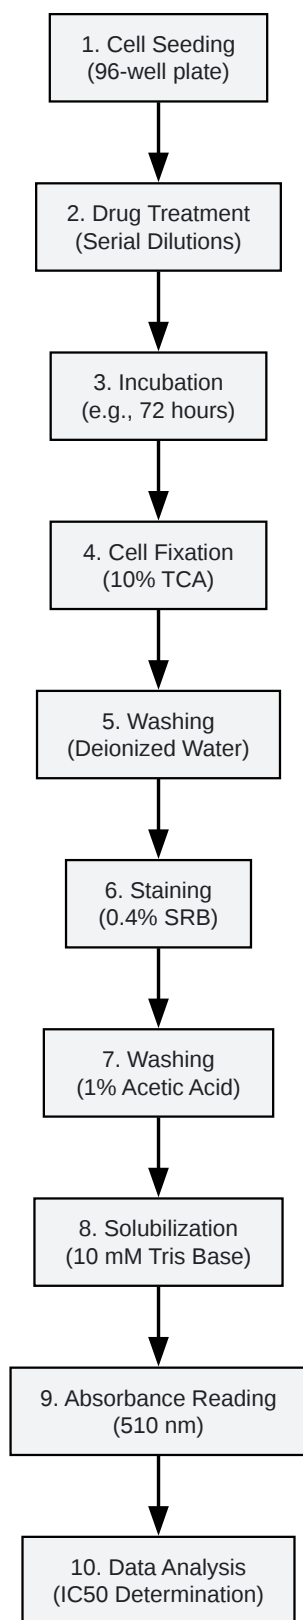 1. Cell Seeding
(96-well plate)
2. Drug Treatment
(Serial Dilutions)
3. Incubation
(e.g., 72 hours)
4. Cell Fixation
(10% TCA)
5. Washing
(Deionized Water)
6. Staining
(0.4% SRB)
7. Washing
(1% Acetic Acid)
8. Solubilization
(10 mM Tris Base)
9. Absorbance Reading
(510 nm)
10. Data Analysis
(IC50 Determination)